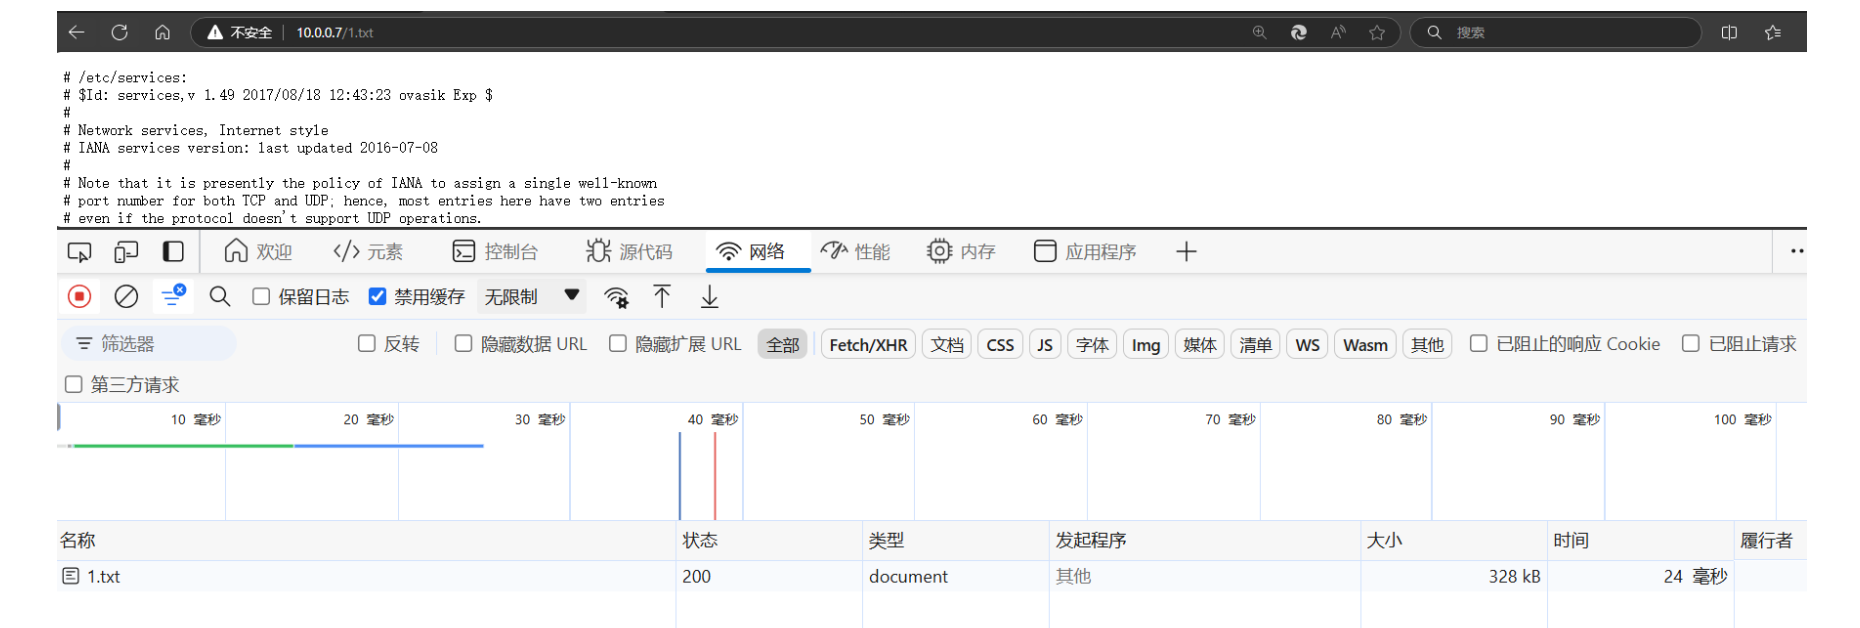 不安全 10.0.0.7/1.txt A 搜索
# /etc/services:
# $Id: services,v 1.49 2017/08/18 12:43:23 ovasik Exp $
#
# Network services, Internet style
# IANA services version: last updated 2016-07-08
#
# Note that it is presently the policy of IANA to assign a single well-known
# port number for both TCP and UDP; hence, most entries here have two entries
# even if the protocol doesn't support UDP operations.
欢迎 </> 元素 控制台 源代码 网络 性能 内存 应用程序
保留日志 禁用缓存 无限制
筛选器 反转 隐藏数据 URL 隐藏扩展 URL 全部 Fetch/XHR 文档 CSS JS 字体 Img 媒体 清单 WS Wasm 其他 已阻止的响应 Cookie 已阻止请求
第三方请求
10 毫秒 20 毫秒 30 毫秒 40 毫秒 50 毫秒 60 毫秒 70 毫秒 80 毫秒 90 毫秒 100 毫秒
名称 状态 类型 发起程序 大小 时间 履行者
1.txt 200 document 其他 328 kB 24 毫秒